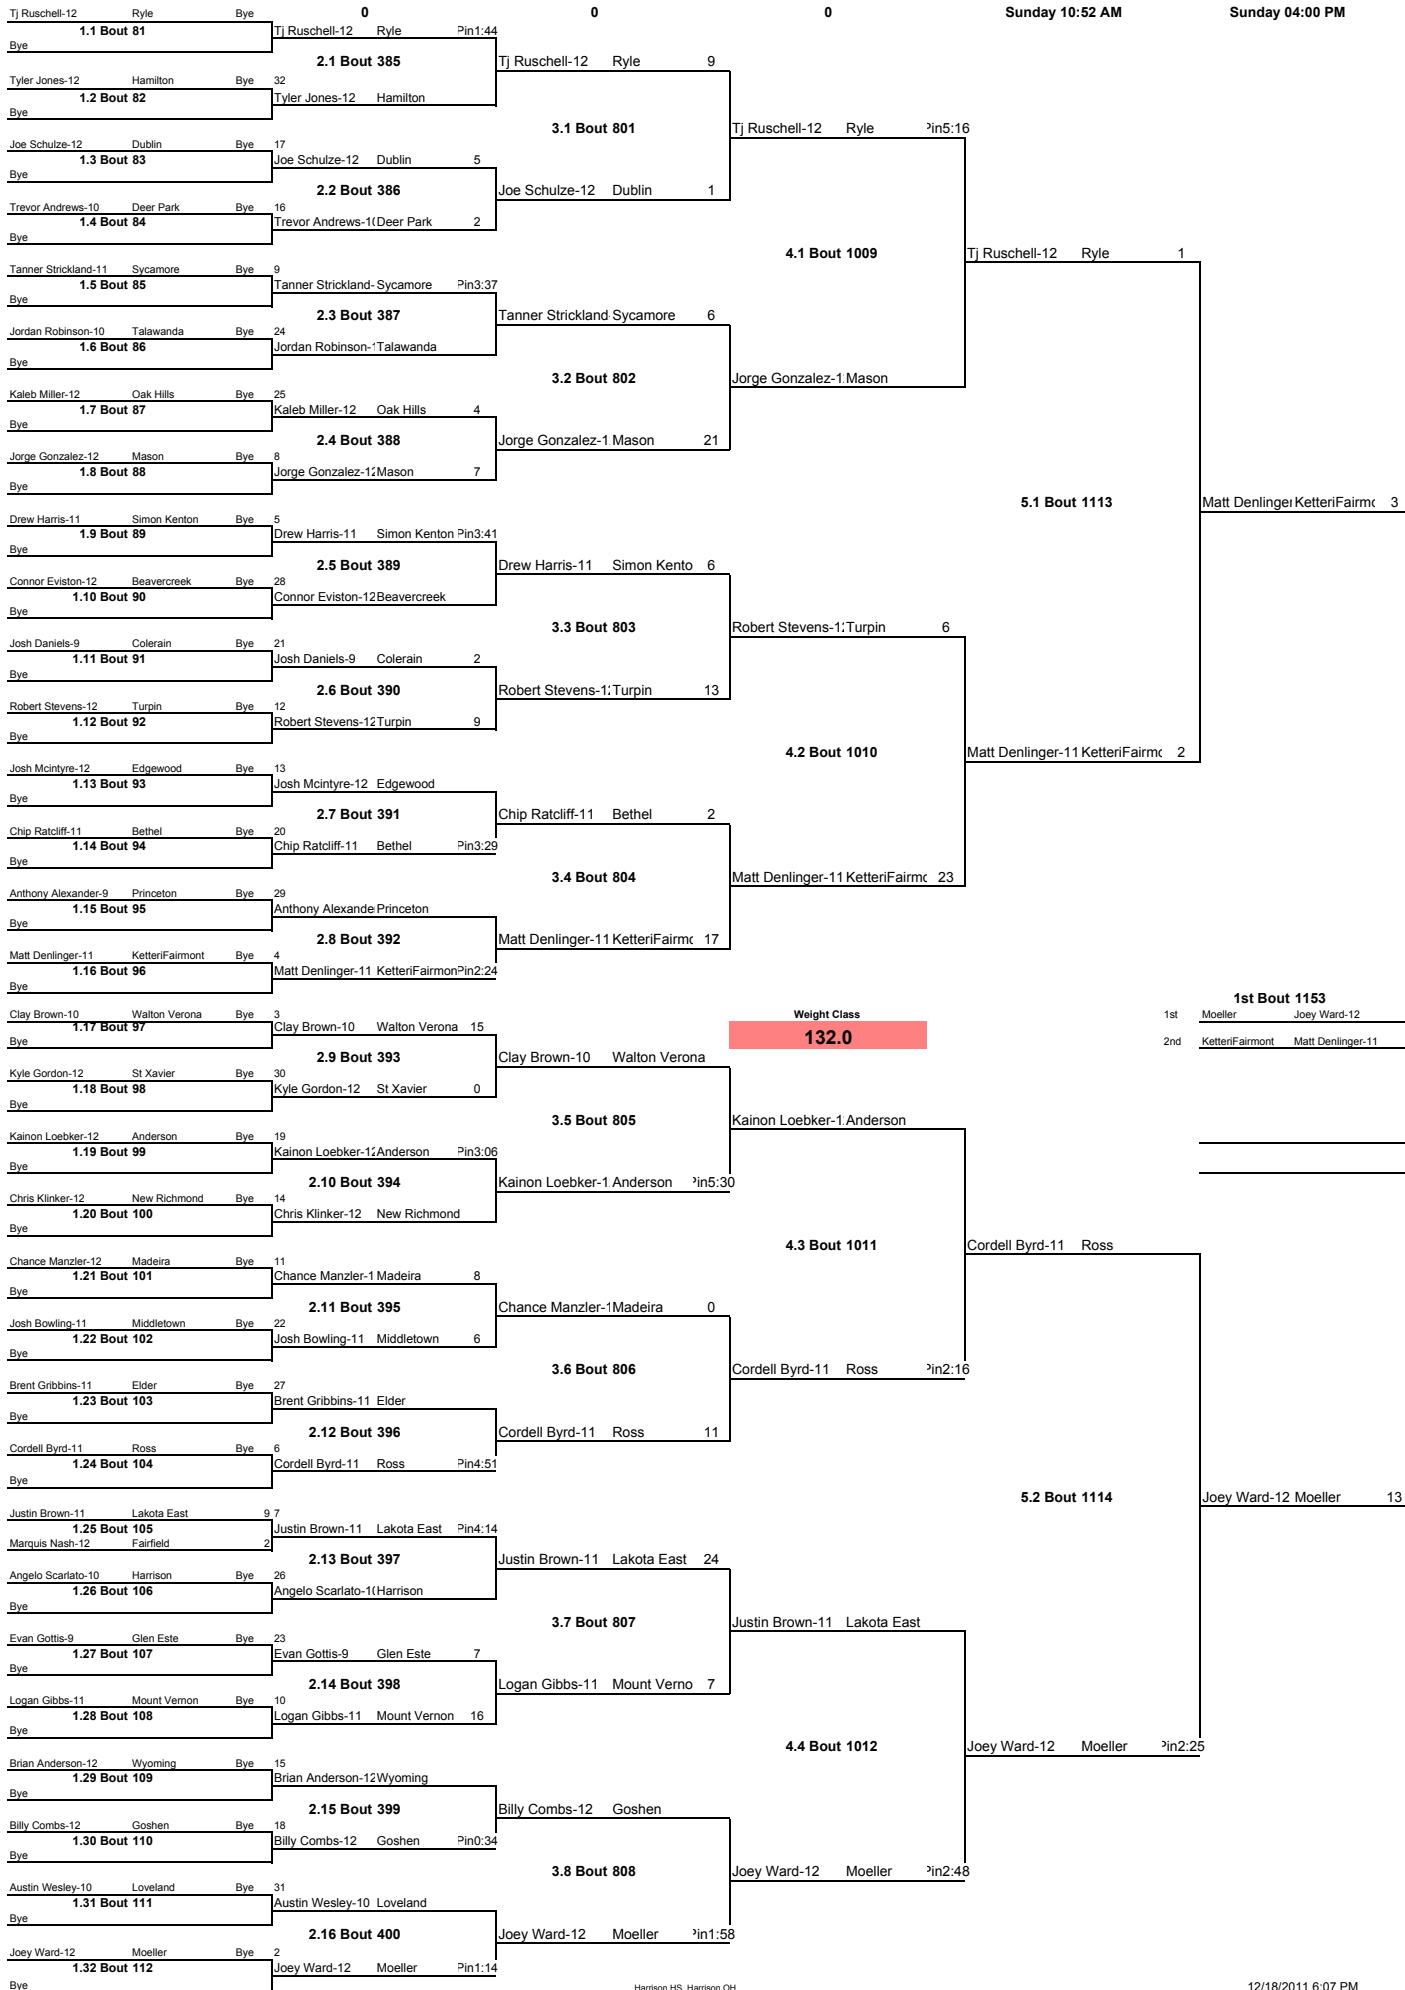 Tj Ruschell-12 Ryle Bye 0 0 0 Sunday 10:52 AM Sunday 04:00 PM
1.1 Bout 81 Tj Ruschell-12 Ryle Pin1:44
Bye
2.1 Bout 385 Tj Ruschell-12 Ryle 9
Tyler Jones-12 Hamilton Bye 32
1.2 Bout 82 Tyler Jones-12 Hamilton
Bye
3.1 Bout 801 Tj Ruschell-12 Ryle Pin5:16
Joe Schulze-12 Dublin Bye 17
1.3 Bout 83 Joe Schulze-12 Dublin 5
Bye
2.2 Bout 386 Joe Schulze-12 Dublin 1
Trevor Andrews-10 Deer Park Bye 16
1.4 Bout 84 Trevor Andrews-1( Deer Park 2
Bye
4.1 Bout 1009 Tj Ruschell-12 Ryle 1
Tanner Strickland-11 Sycamore Bye 9
1.5 Bout 85 Tanner Strickland- Sycamore Pin3:37
Bye
2.3 Bout 387 Tanner Strickland Sycamore 6
Jordan Robinson-10 Talawanda Bye 24
1.6 Bout 86 Jordan Robinson-1 Talawanda
Bye
3.2 Bout 802 Jorge Gonzalez-1 Mason
Kaleb Miller-12 Oak Hills Bye 25
1.7 Bout 87 Kaleb Miller-12 Oak Hills 4
Bye
2.4 Bout 388 Jorge Gonzalez-1 Mason 21
Jorge Gonzalez-12 Mason Bye 8
1.8 Bout 88 Jorge Gonzalez-12 Mason 7
Bye
5.1 Bout 1113 Matt Denlinger KetteriFairmo 3
Drew Harris-11 Simon Kenton Bye 5
1.9 Bout 89 Drew Harris-11 Simon Kenton Pin3:41
Bye
2.5 Bout 389 Drew Harris-11 Simon Kento 6
Connor Eviston-12 Beavercreek Bye 28
1.10 Bout 90 Connor Eviston-12 Beavercreek
Bye
3.3 Bout 803 Robert Stevens-1 Turpin 6
Josh Daniels-9 Colerain Bye 21
1.11 Bout 91 Josh Daniels-9 Colerain 2
Bye
2.6 Bout 390 Robert Stevens-1 Turpin 13
Robert Stevens-12 Turpin Bye 12
1.12 Bout 92 Robert Stevens-12 Turpin 9
Bye
4.2 Bout 1010 Matt Denlinger-11 KetteriFairmo 2
Josh Mcintyre-12 Edgewood Bye 13
1.13 Bout 93 Josh Mcintyre-12 Edgewood
Bye
2.7 Bout 391 Chip Ratcliff-11 Bethel 2
Chip Ratcliff-11 Bethel Bye 20
1.14 Bout 94 Chip Ratcliff-11 Bethel Pin3:29
Bye
3.4 Bout 804 Matt Denlinger-11 KetteriFairmo 23
Anthony Alexander-9 Princeton Bye 29
1.15 Bout 95 Anthony Alexande Princeton
Bye
2.8 Bout 392 Matt Denlinger-11 KetteriFairmo 17
Matt Denlinger-11 KetteriFairmont Bye 4
1.16 Bout 96 Matt Denlinger-11 KetteriFairmon Pin2:24
Bye
1st Bout 1153
Clay Brown-10 Walton Verona Bye 3 Weight Class 1st Moeller Joey Ward-12
1.17 Bout 97 Clay Brown-10 Walton Verona 15
Bye 132.0 2nd KetteriFairmont Matt Denlinger-11
2.9 Bout 393 Clay Brown-10 Walton Verona
Kyle Gordon-12 St Xavier Bye 30
1.18 Bout 98 Kyle Gordon-12 St Xavier 0
Bye
3.5 Bout 805 Kainon Loebker-1 Anderson
Kainon Loebker-12 Anderson Bye 19
1.19 Bout 99 Kainon Loebker-12 Anderson Pin3:06
Bye
2.10 Bout 394 Kainon Loebker-1 Anderson Pin5:30
Chris Klinker-12 New Richmond Bye 14
1.20 Bout 100 Chris Klinker-12 New Richmond
Bye
4.3 Bout 1011 Cordell Byrd-11 Ross
Chance Manzler-12 Madeira Bye 11
1.21 Bout 101 Chance Manzler-1 Madeira 8
Bye
2.11 Bout 395 Chance Manzler-1 Madeira 0
Josh Bowling-11 Middletown Bye 22
1.22 Bout 102 Josh Bowling-11 Middletown 6
Bye
3.6 Bout 806 Cordell Byrd-11 Ross Pin2:16
Brent Gribbins-11 Elder Bye 27
1.23 Bout 103 Brent Gribbins-11 Elder
Bye
2.12 Bout 396 Cordell Byrd-11 Ross 11
Cordell Byrd-11 Ross Bye 6
1.24 Bout 104 Cordell Byrd-11 Ross Pin4:51
Bye
5.2 Bout 1114 Joey Ward-12 Moeller 13
Justin Brown-11 Lakota East 9 7
1.25 Bout 105 Justin Brown-11 Lakota East Pin4:14
Marquis Nash-12 Fairfield 2
2.13 Bout 397 Justin Brown-11 Lakota East 24
Angelo Scarlato-10 Harrison Bye 26
1.26 Bout 106 Angelo Scarlato-1( Harrison
Bye
3.7 Bout 807 Justin Brown-11 Lakota East
Evan Gottis-9 Glen Este Bye 23
1.27 Bout 107 Evan Gottis-9 Glen Este 7
Bye
2.14 Bout 398 Logan Gibbs-11 Mount Verno 7
Logan Gibbs-11 Mount Vernon Bye 10
1.28 Bout 108 Logan Gibbs-11 Mount Vernon 16
Bye
4.4 Bout 1012 Joey Ward-12 Moeller Pin2:25
Brian Anderson-12 Wyoming Bye 15
1.29 Bout 109 Brian Anderson-12 Wyoming
Bye
2.15 Bout 399 Billy Combs-12 Goshen
Billy Combs-12 Goshen Bye 18
1.30 Bout 110 Billy Combs-12 Goshen Pin0:34
Bye
3.8 Bout 808 Joey Ward-12 Moeller Pin2:48
Austin Wesley-10 Loveland Bye 31
1.31 Bout 111 Austin Wesley-10 Loveland
Bye
2.16 Bout 400 Joey Ward-12 Moeller Pin1:58
Joey Ward-12 Moeller Bye 2
1.32 Bout 112 Joey Ward-12 Moeller Pin1:14
Bye
Harrison HS, Harrison OH 12/18/2011 6:07 PM